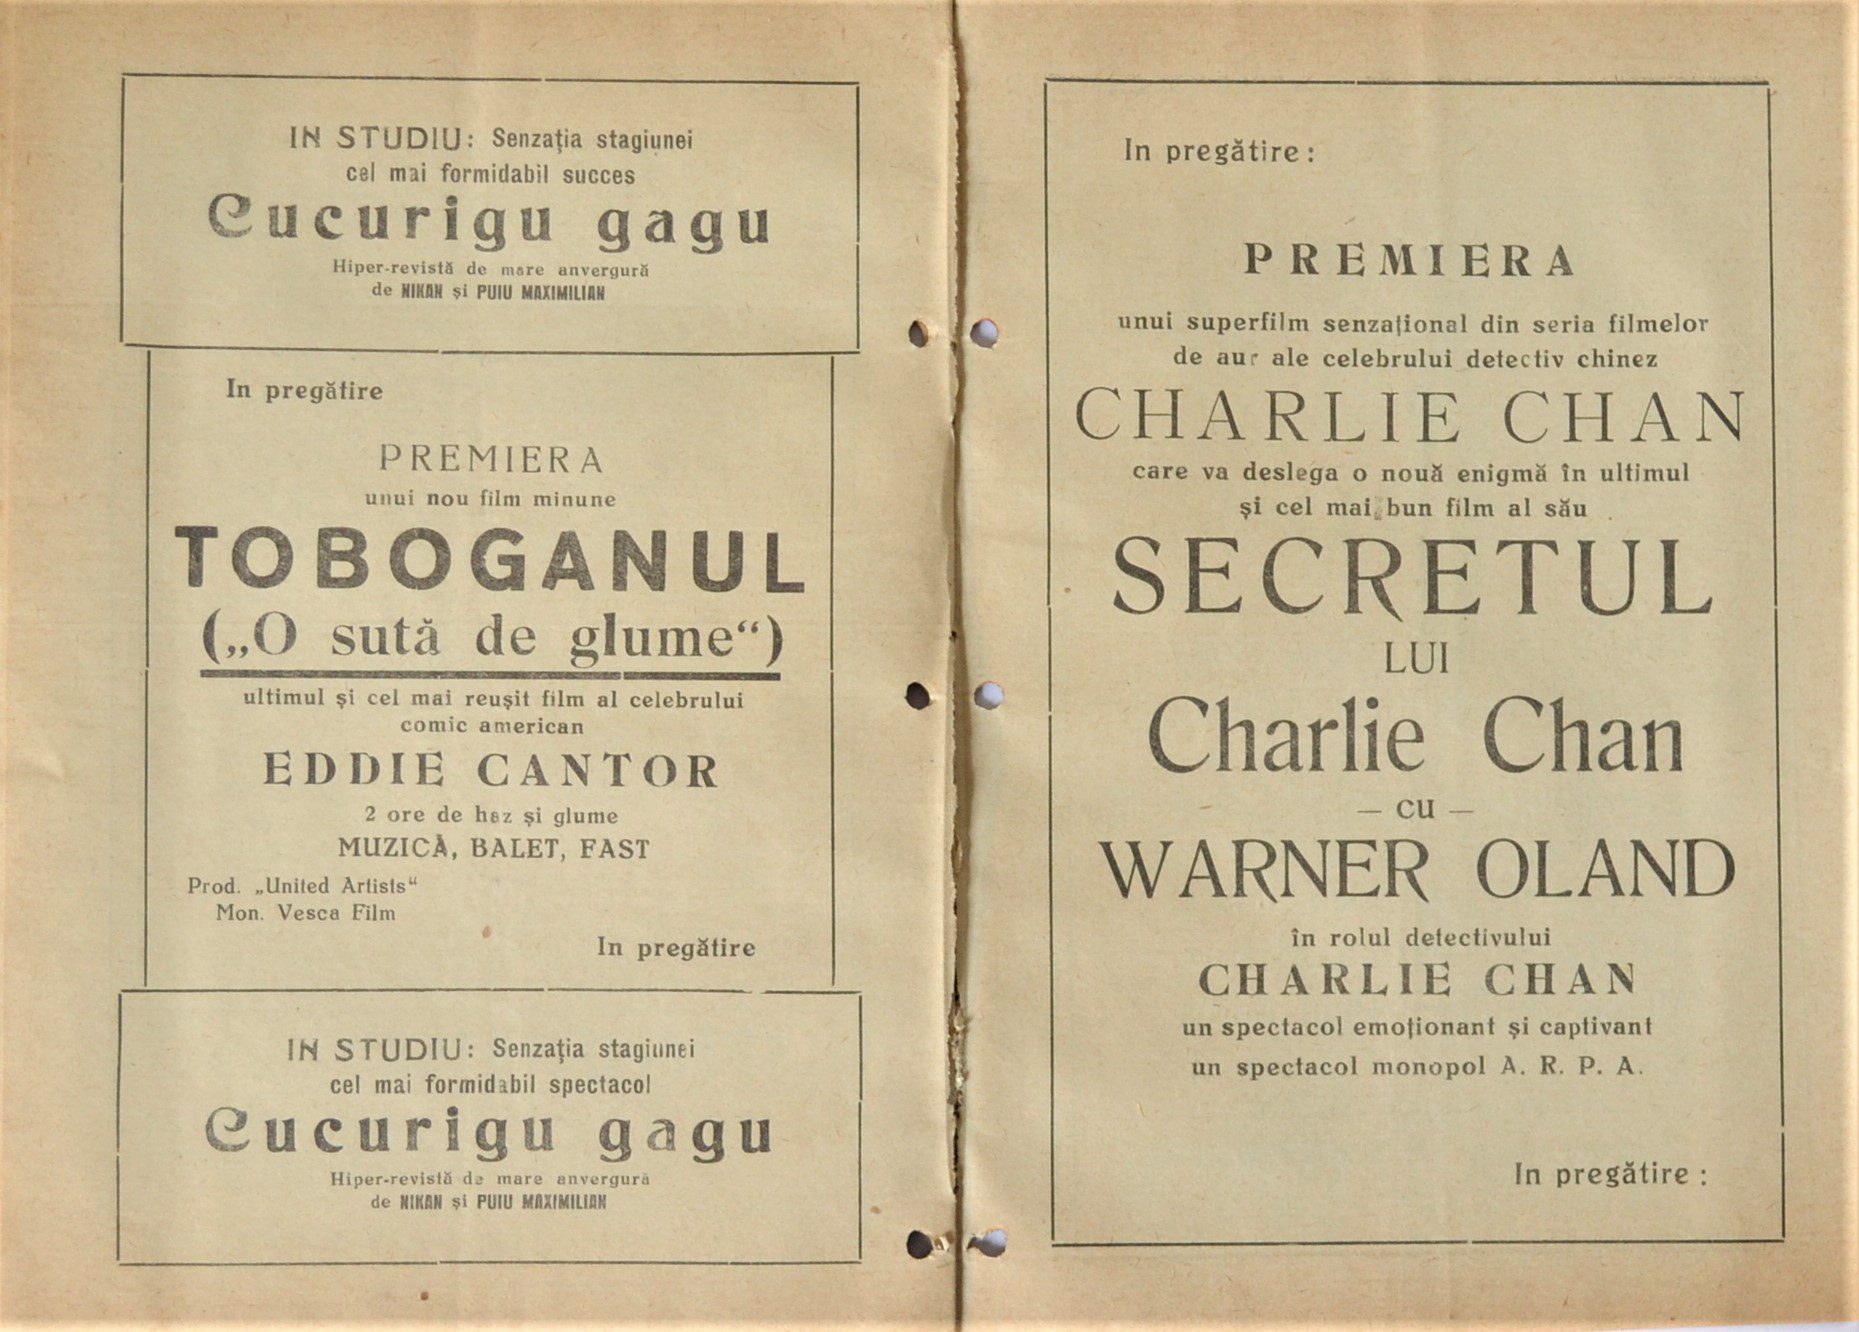 IN STUDIU: Senzația stagiunei
cel mai formidabil succes
Cucurigu gagu
Hiper-revistă de mare anvergură
de NIKAN și PUIU MAXIMILIAN
In pregătire
PREMIERA
unui nou film minune
TOBOGANUL
(„O sută de glume“)
ultimul și cel mai reușit film al celebrului
comic american
EDDIE CANTOR
2 ore de haz și glume
MUZICĂ, BALET, FAST
Prod. „United Artists“
Mon. Vesca Film
In pregătire
IN STUDIU: Senzația stagiunei
cel mai formidabil spectacol
Cucurigu gagu
Hiper-revistă de mare anvergură
de NIKAN și PUIU MAXIMILIAN
In pregătire :
PREMIERA
unui superfilm senzațional din seria filmelor
de aur ale celebrului detectiv chinez
CHARLIE CHAN
care va deslega o nouă enigmă în ultimul
și cel mai bun film al său
SECRETUL
LUI
Charlie Chan
— cu —
WARNER OLAND
în rolul detectivului
CHARLIE CHAN
un spectacol emoționant și captivant
un spectacol monopol A. R. P. A.
In pregătire :